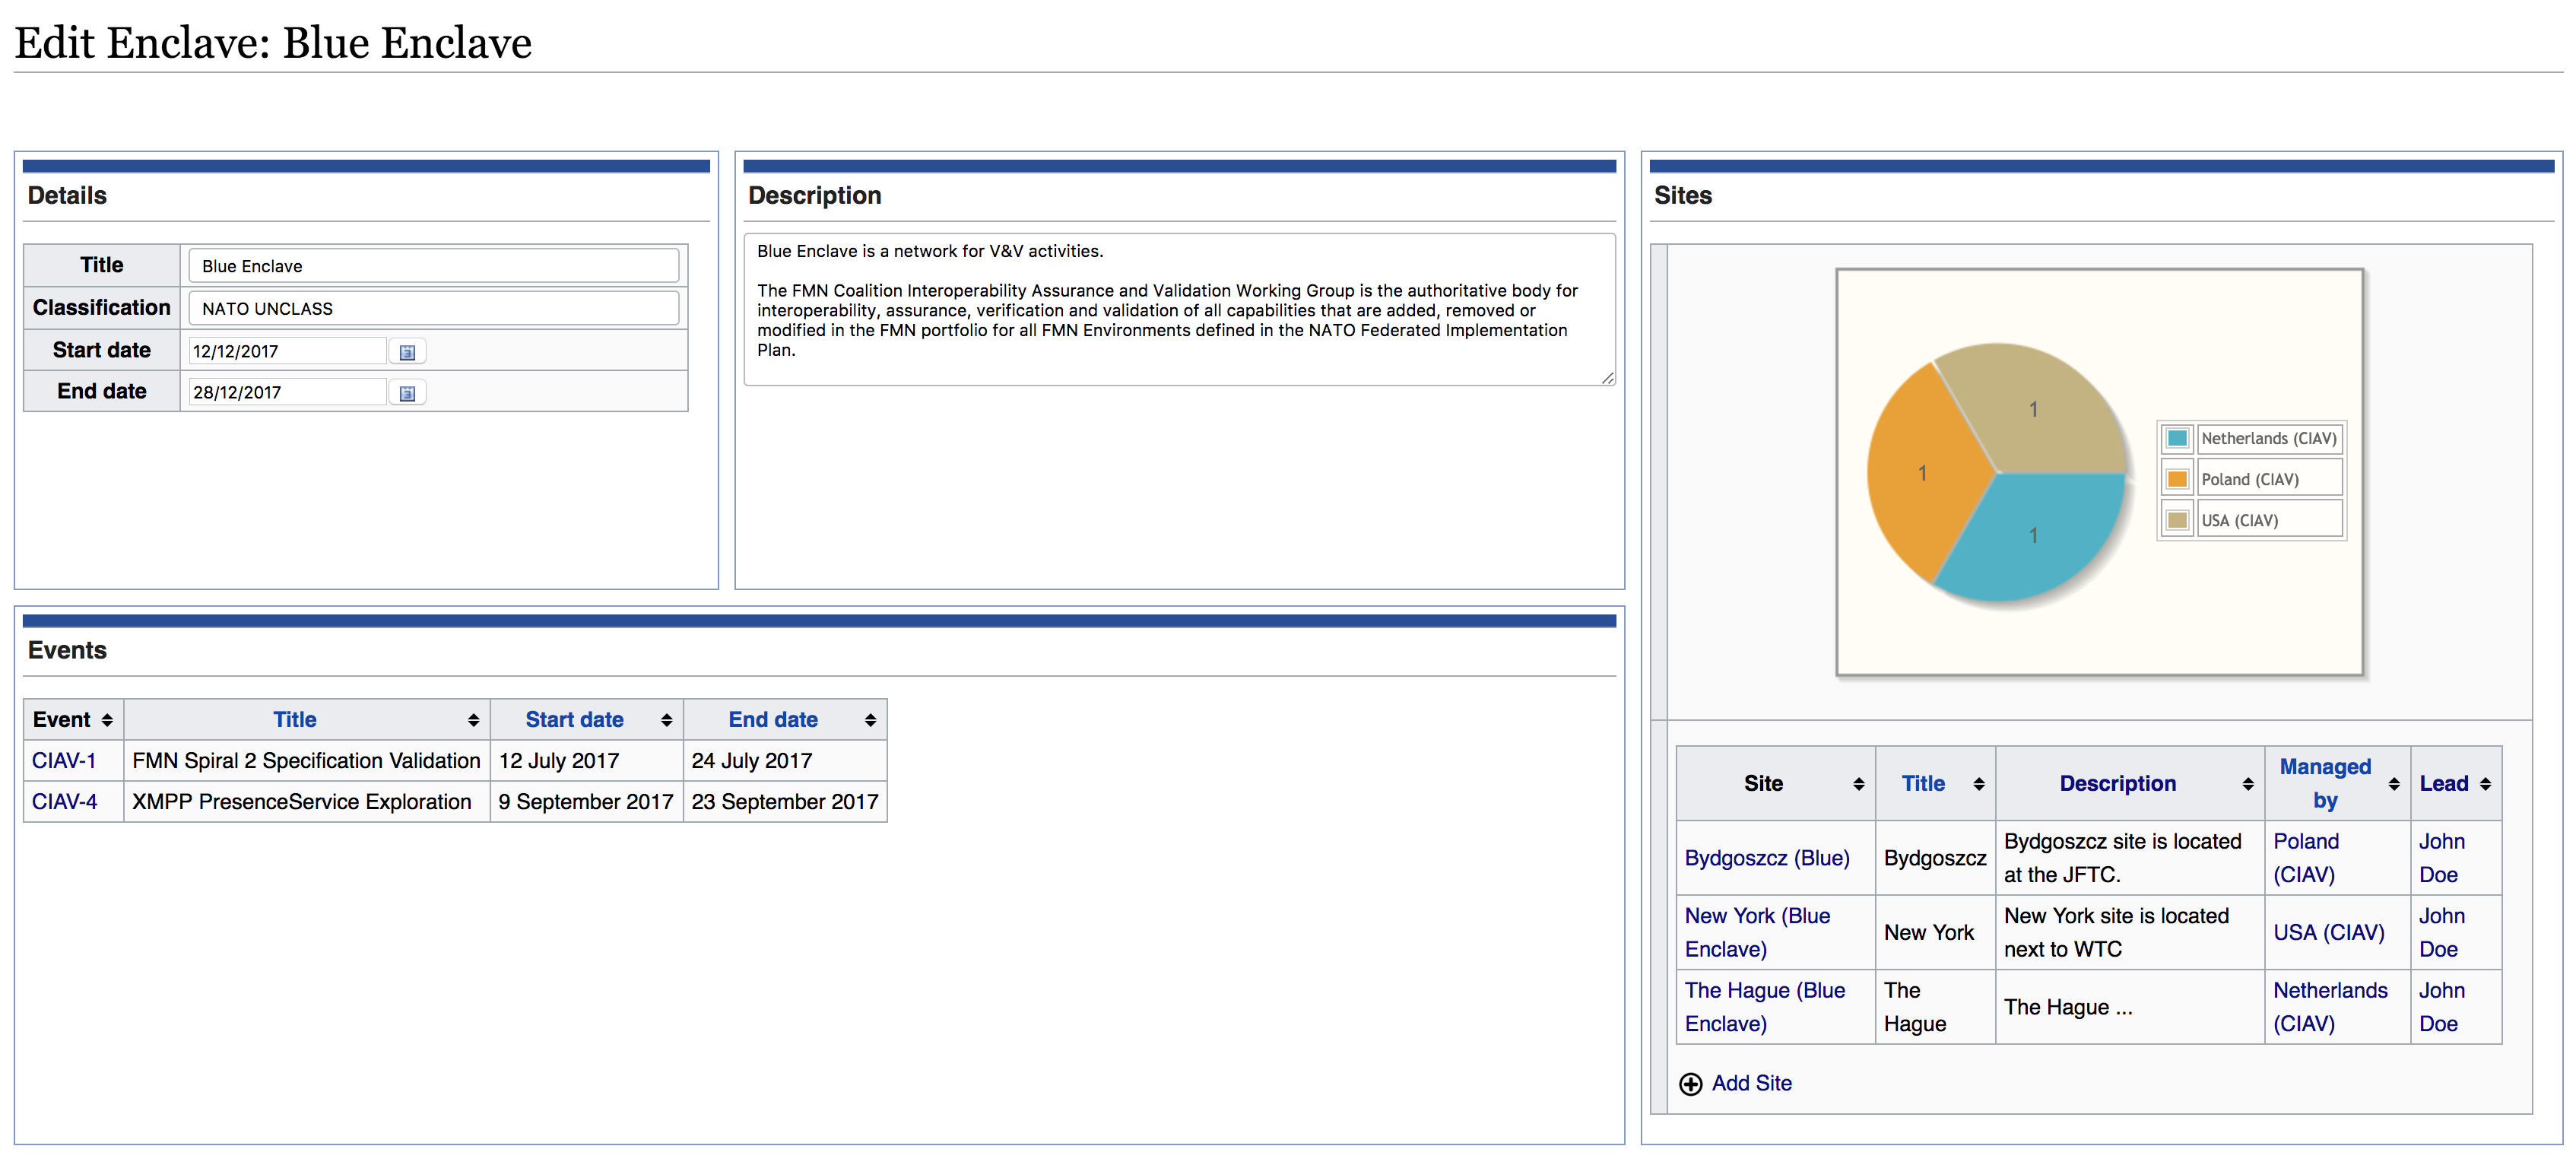 Edit Enclave: Blue Enclave
Details
Title
Blue Enclave
Classification
NATO UNCLASS
Start date
12/12/2017
End date
28/12/2017
Description
Blue Enclave is a network for V&V activities.
The FMN Coalition Interoperability Assurance and Validation Working Group is the authoritative body for
interoperability, assurance, verification and validation of all capabilities that are added, removed or
modified in the FMN portfolio for all FMN Environments defined in the NATO Federated Implementation
Plan.
Events
Event Title Start date End date
CIAV-1 FMN Spiral 2 Specification Validation 12 July 2017 24 July 2017
CIAV-4 XMPP PresenceService Exploration 9 September 2017 23 September 2017
Sites
1
1
1
Netherlands (CIAV)
Poland (CIAV)
USA (CIAV)
Site Title Description Managed by Lead
Bydgoszcz (Blue) Bydgoszcz Bydgoszcz site is located at the JFTC. Poland (CIAV) John Doe
New York (Blue Enclave) New York New York site is located next to WTC USA (CIAV) John Doe
The Hague (Blue Enclave) The Hague The Hague ... Netherlands (CIAV) John Doe
Add Site